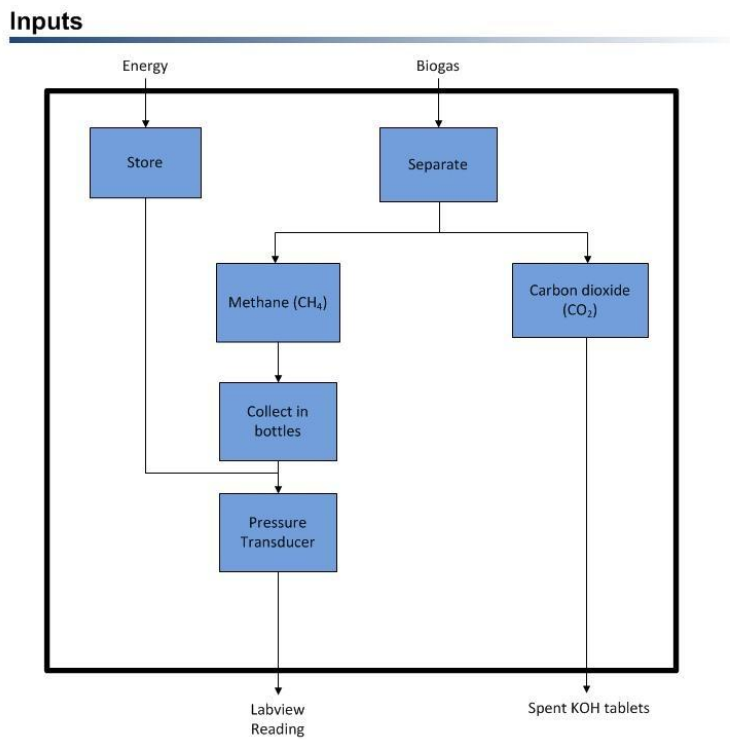 Inputs
Energy
Biogas
Store
Separate
Methane (CH₄)
Carbon dioxide
(CO₂)
Collect in
bottles
Pressure
Transducer
Labview
Reading
Spent KOH tablets